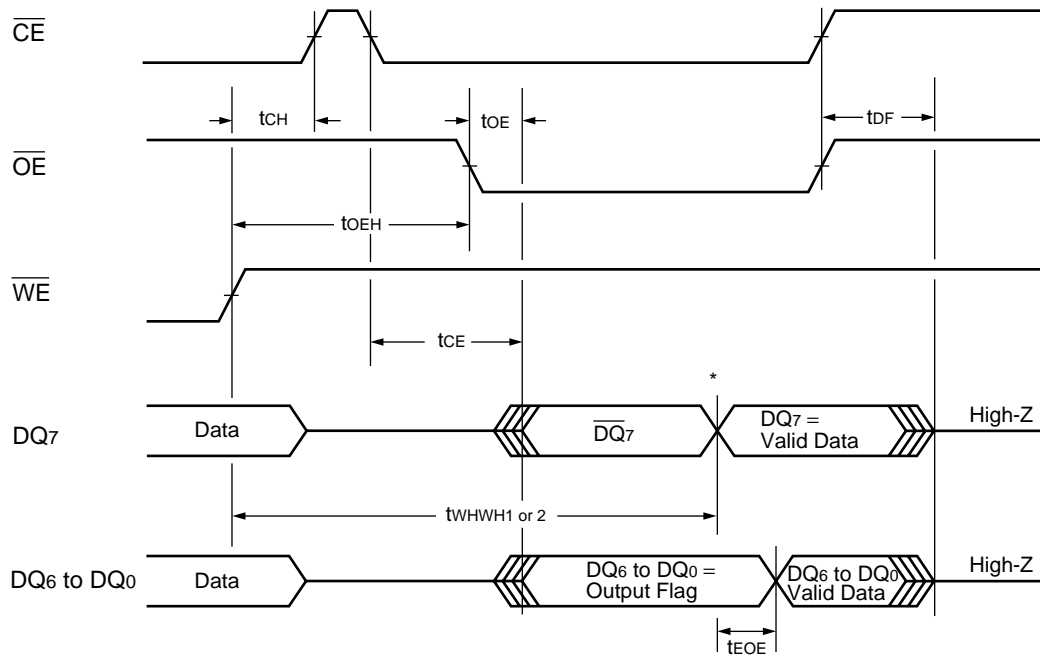 CE
tCH
tOE
tDF
OE
tOEH
WE
tCE
*
DQ7
Data
DQ7
DQ7 =
Valid Data
High-Z
tWHWH1 or 2
DQ6 to DQ0
Data
DQ6 to DQ0 =
Output Flag
DQ6 to DQ0
Valid Data
High-Z
tEOE